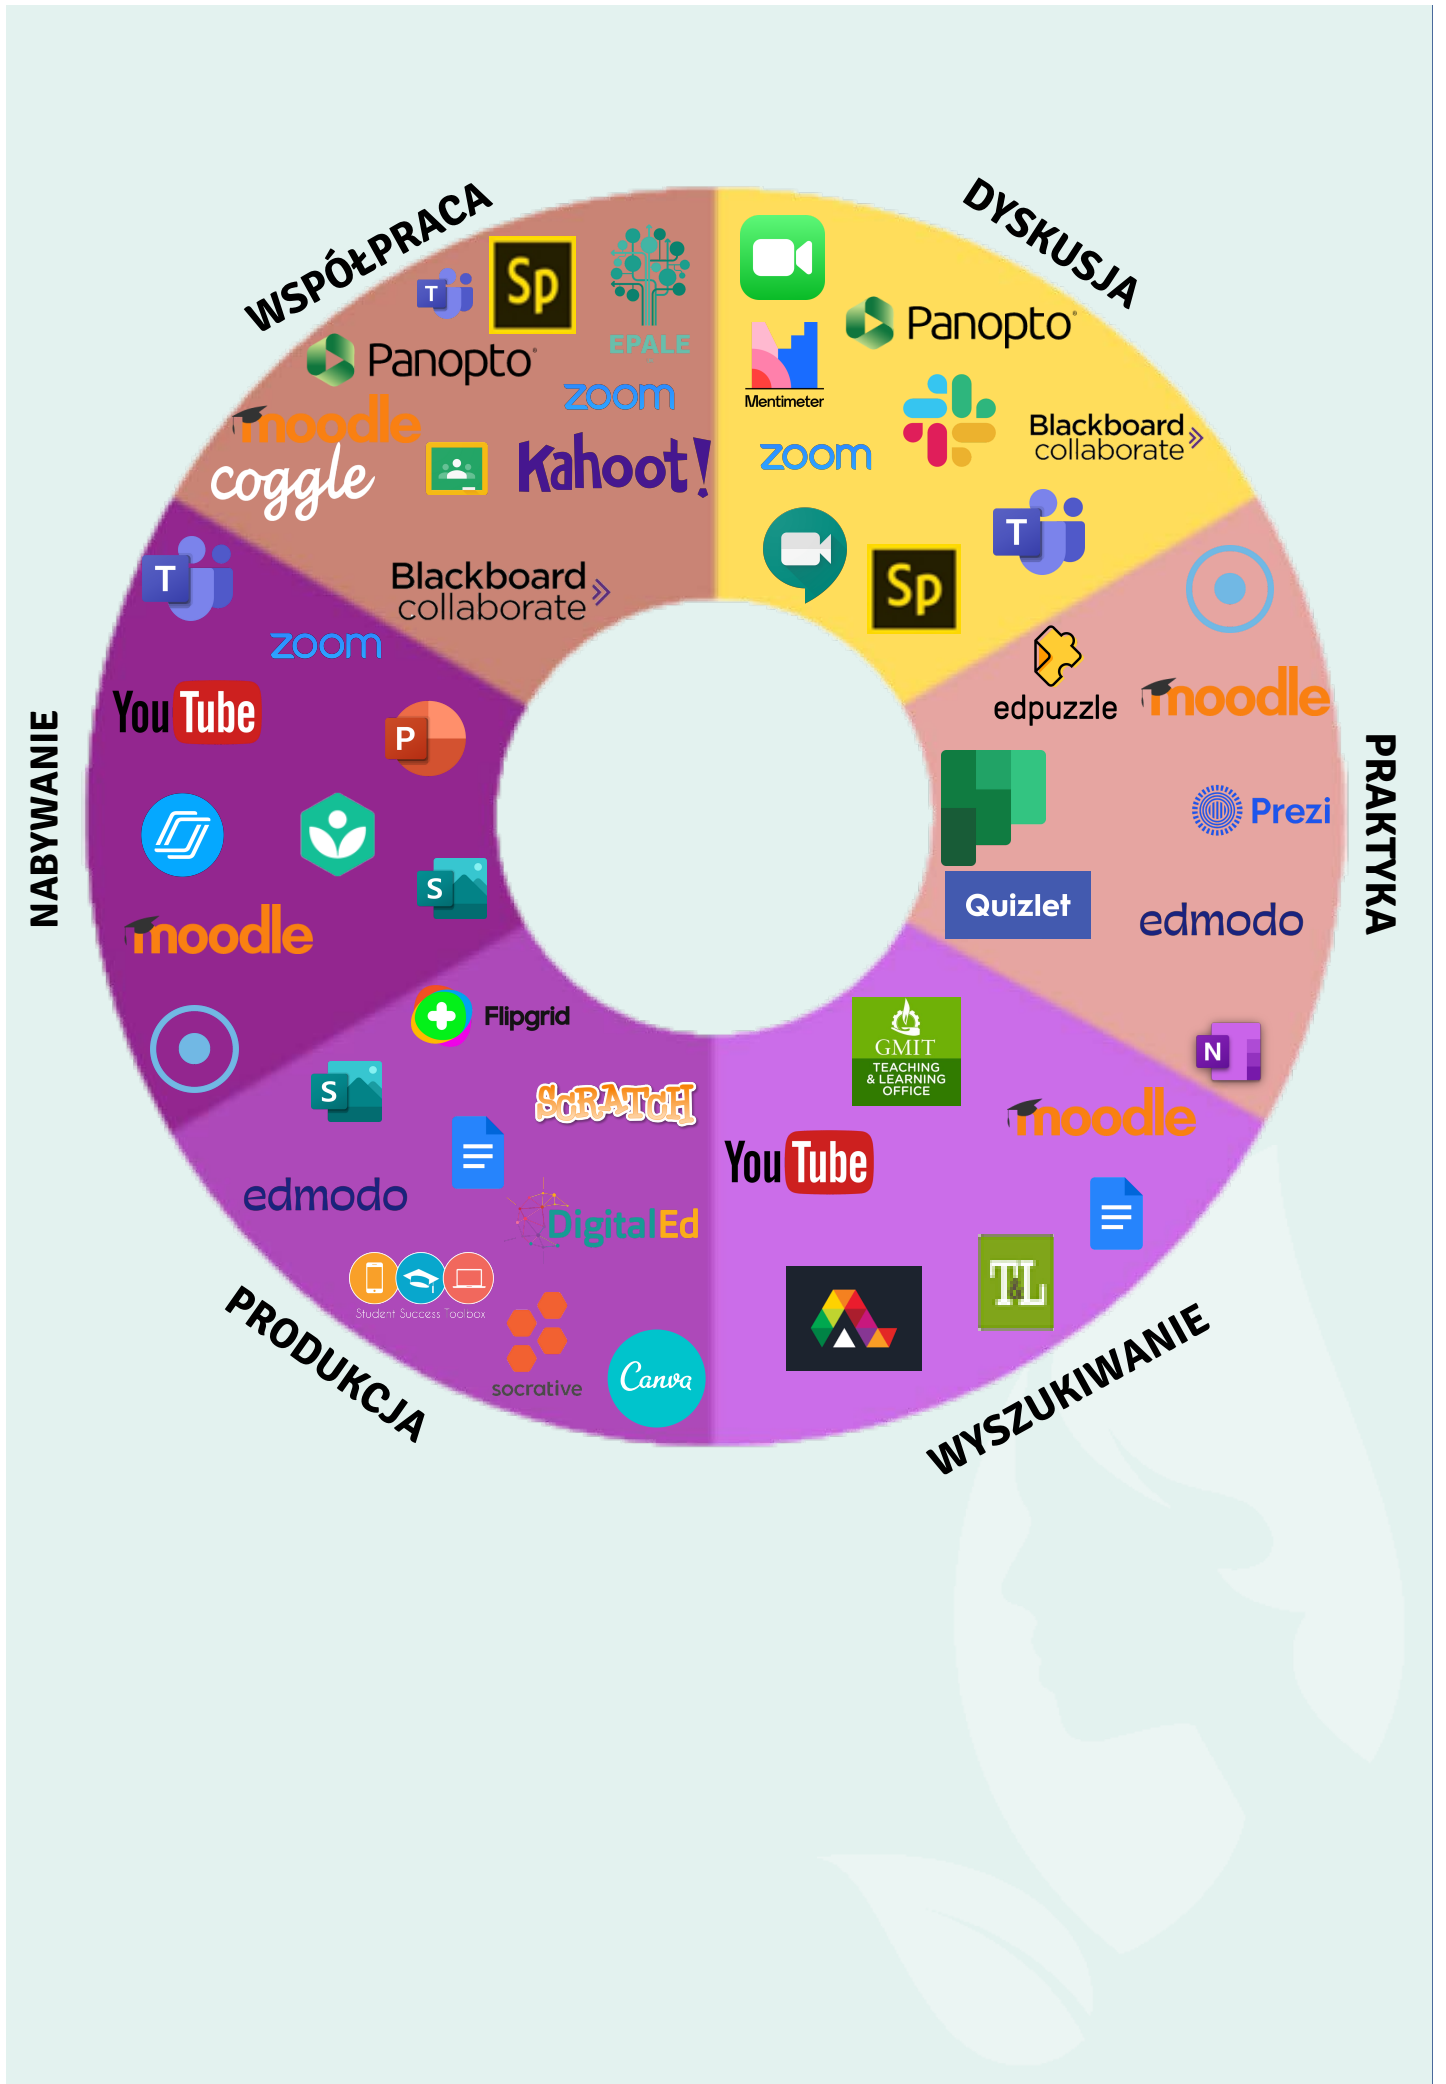 WSPÓŁPRACA
T
Sp
EPALE
Panopto
zoom
moodle
coggle
Kahoot!
Blackboard
collaborate
DYSKUSJA
Panopto
Mentimeter
zoom
Blackboard
collaborate
T
Sp
PRAKTYKA
edpuzzle
moodle
Prezi
Quizlet
edmodo
N
WYSZUKIWANIE
GMIT
TEACHING
& LEARNING
OFFICE
moodle
YouTube
T&L
PRODUKCJA
Flipgrid
S
SCRATCH
edmodo
DigitalEd
Student Success Toolbox
socrative
Canva
NABYWANIE
T
zoom
YouTube
P
S
moodle